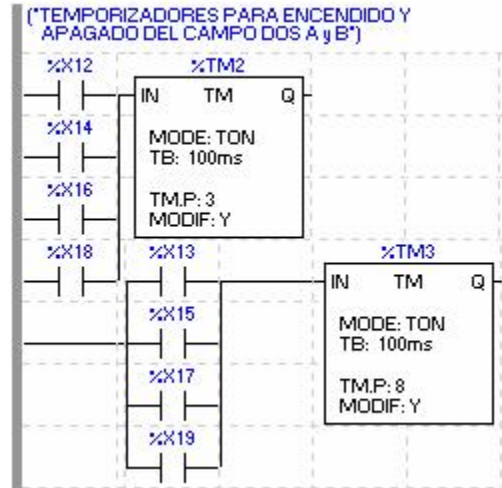 (*TEMPORIZADORES PARA ENCENDIDO Y
APAGADO DEL CAMPO DOS A y B*)
%X12
%TM2
IN TM Q
%X14
MODE: TON
TB: 100ms
%X16
TM.P: 3
MODIF: Y
%X18
%X13
%TM3
IN TM Q
%X15
MODE: TON
TB: 100ms
%X17
TM.P: 8
MODIF: Y
%X19